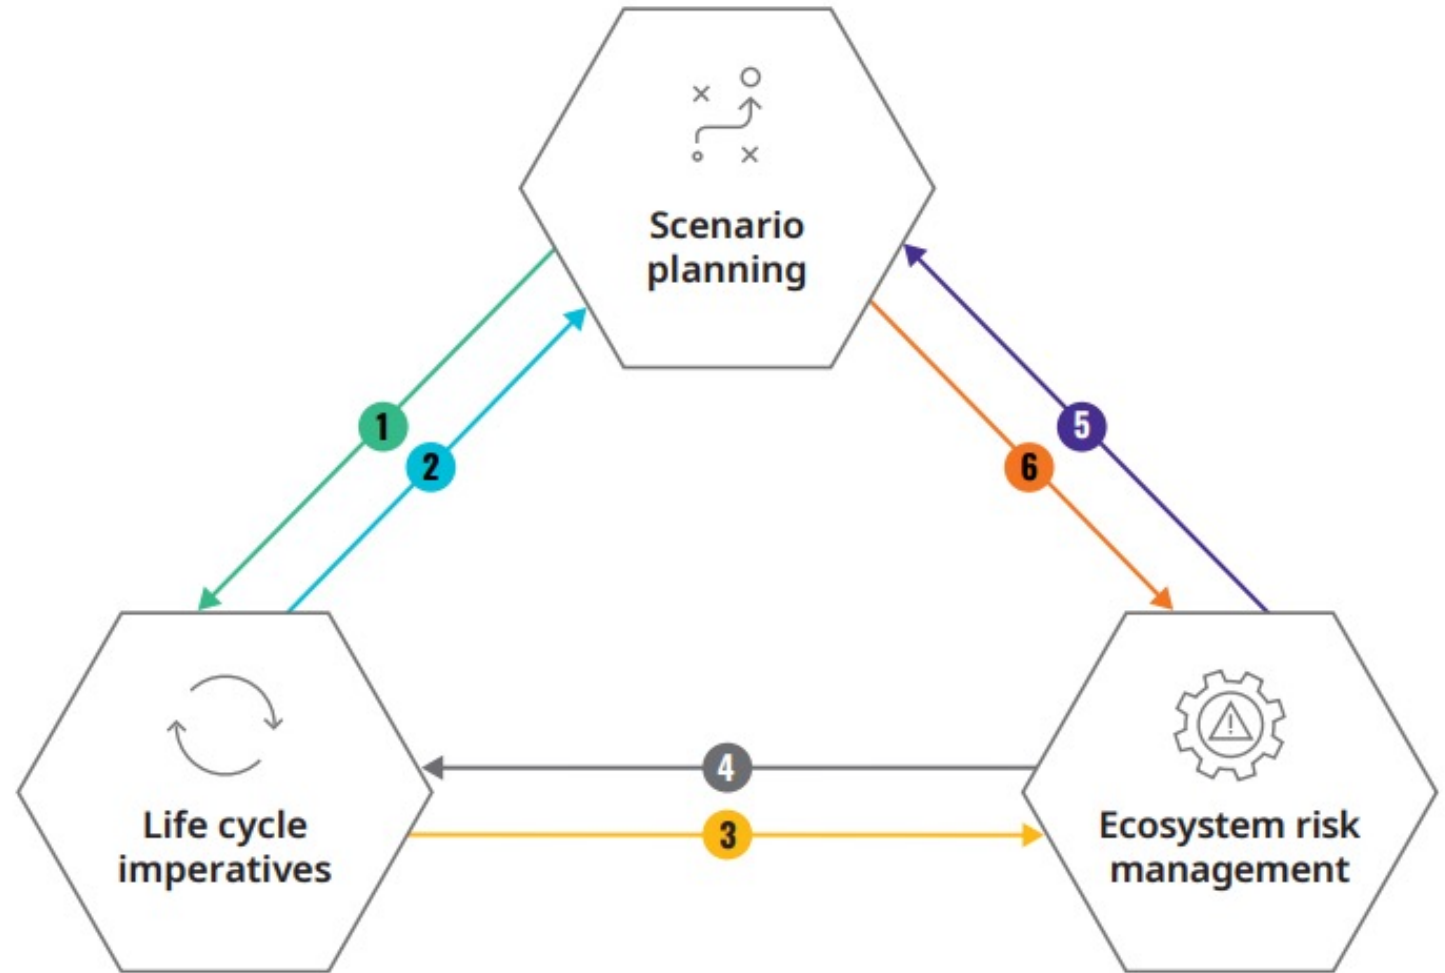 Scenario
planning
1
2
5
6
4
3
Life cycle
imperatives
Ecosystem risk
management